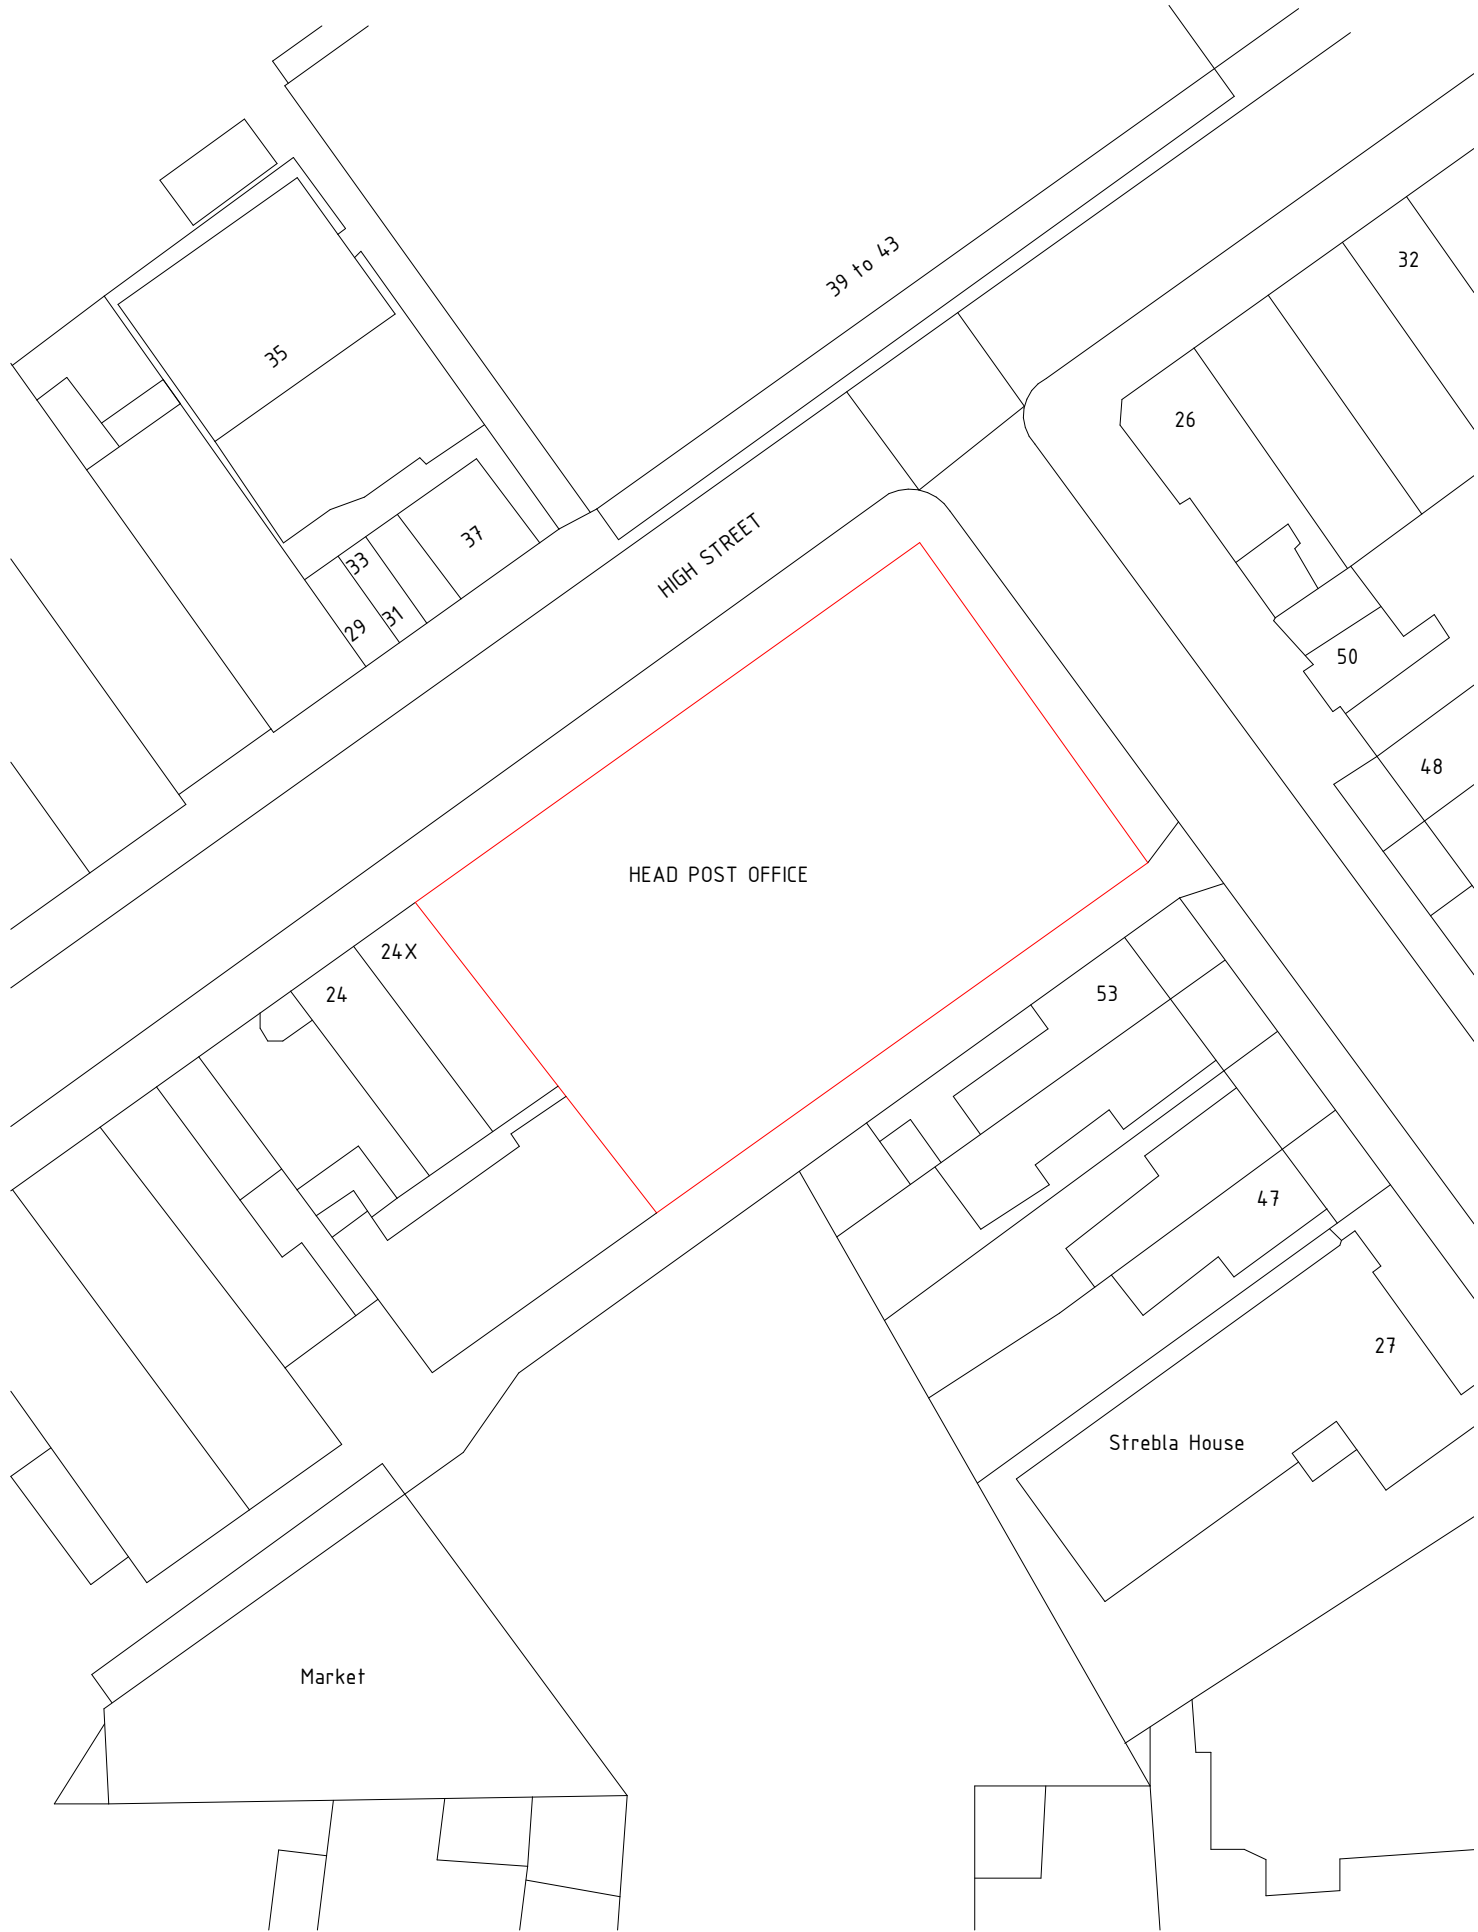 39 to 43
32
35
26
37
HIGH STREET
33
31
29
50
48
HEAD POST OFFICE
24X
24
53
47
27
Strebla House
Market